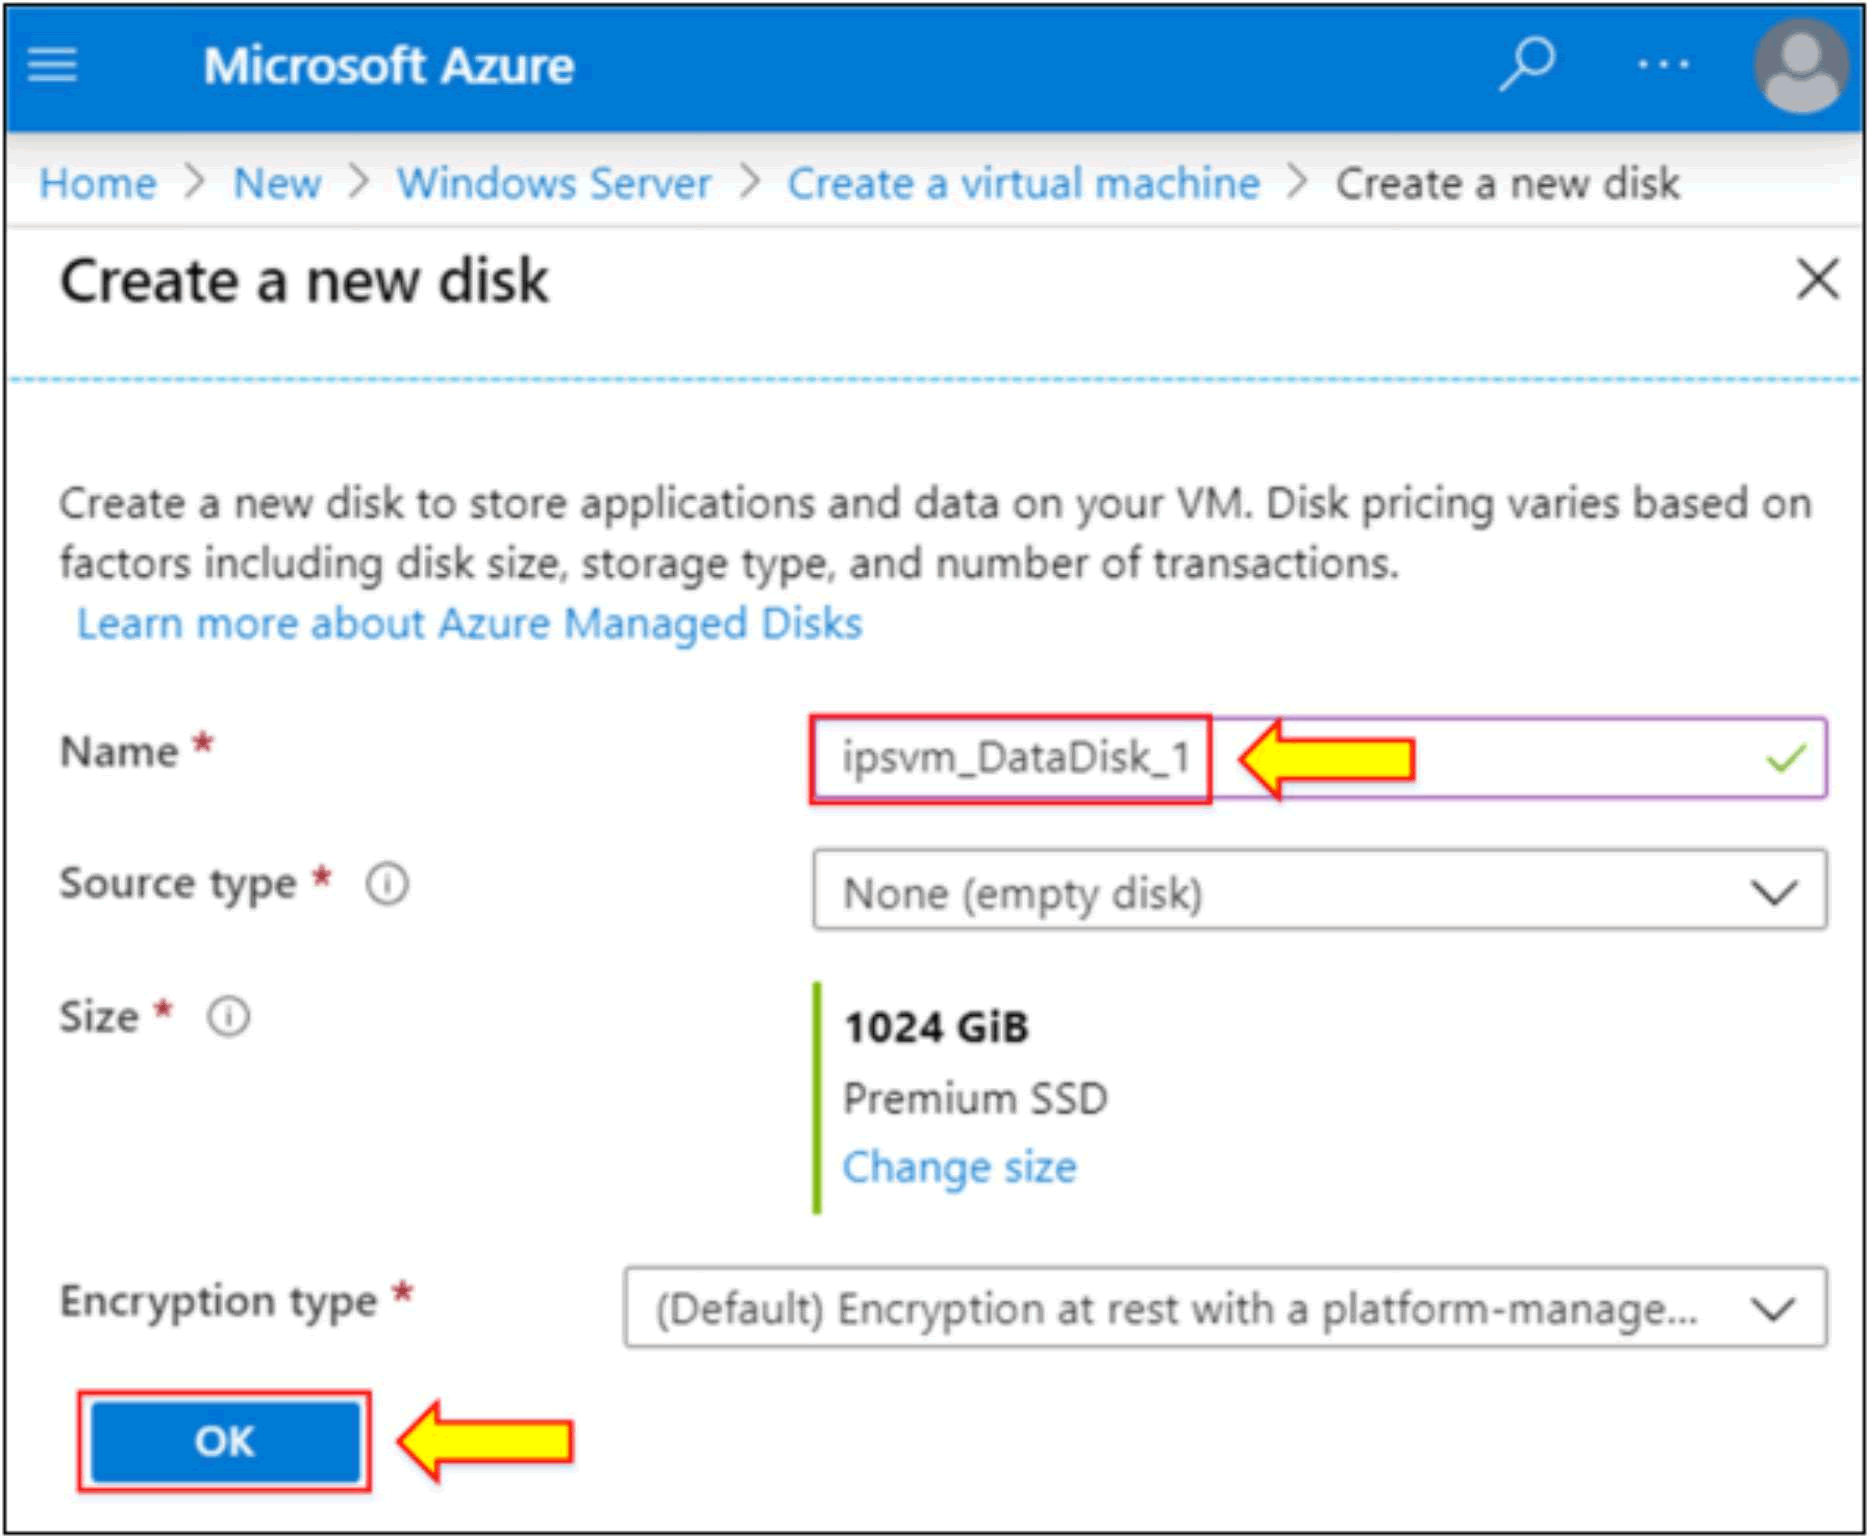 Microsoft Azure
Home > New > Windows Server > Create a virtual machine > Create a new disk
Create a new disk
Create a new disk to store applications and data on your VM. Disk pricing varies based on
factors including disk size, storage type, and number of transactions.
Learn more about Azure Managed Disks
Name * ipsvm_DataDisk_1
Source type * None (empty disk)
Size * 1024 GiB
Premium SSD
Change size
Encryption type * (Default) Encryption at rest with a platform-manage...
OK